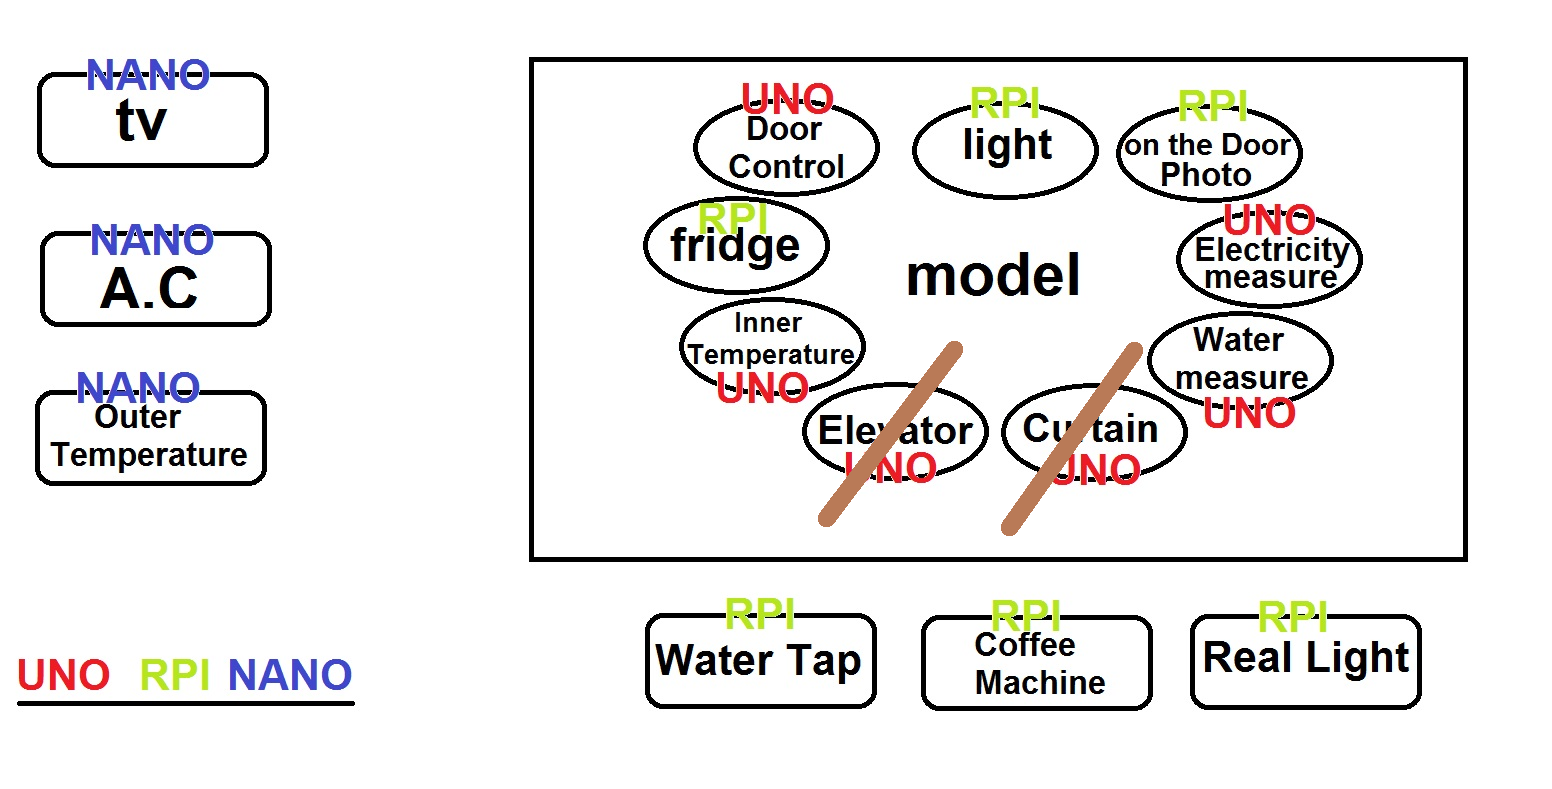 NANO
tv
NANO
A.C
NANO
Outer
Temperature
UNO RPI NANO
UNO
Door
Control
RPI
light
RPI
on the Door
Photo
RPI
fridge
UNO
Electricity
measure
model
Inner
Temperature
UNO
Water
measure
UNO
Elevator
UNO
Curtain
UNO
RPI
Water Tap
RPI
Coffee
Machine
RPI
Real Light